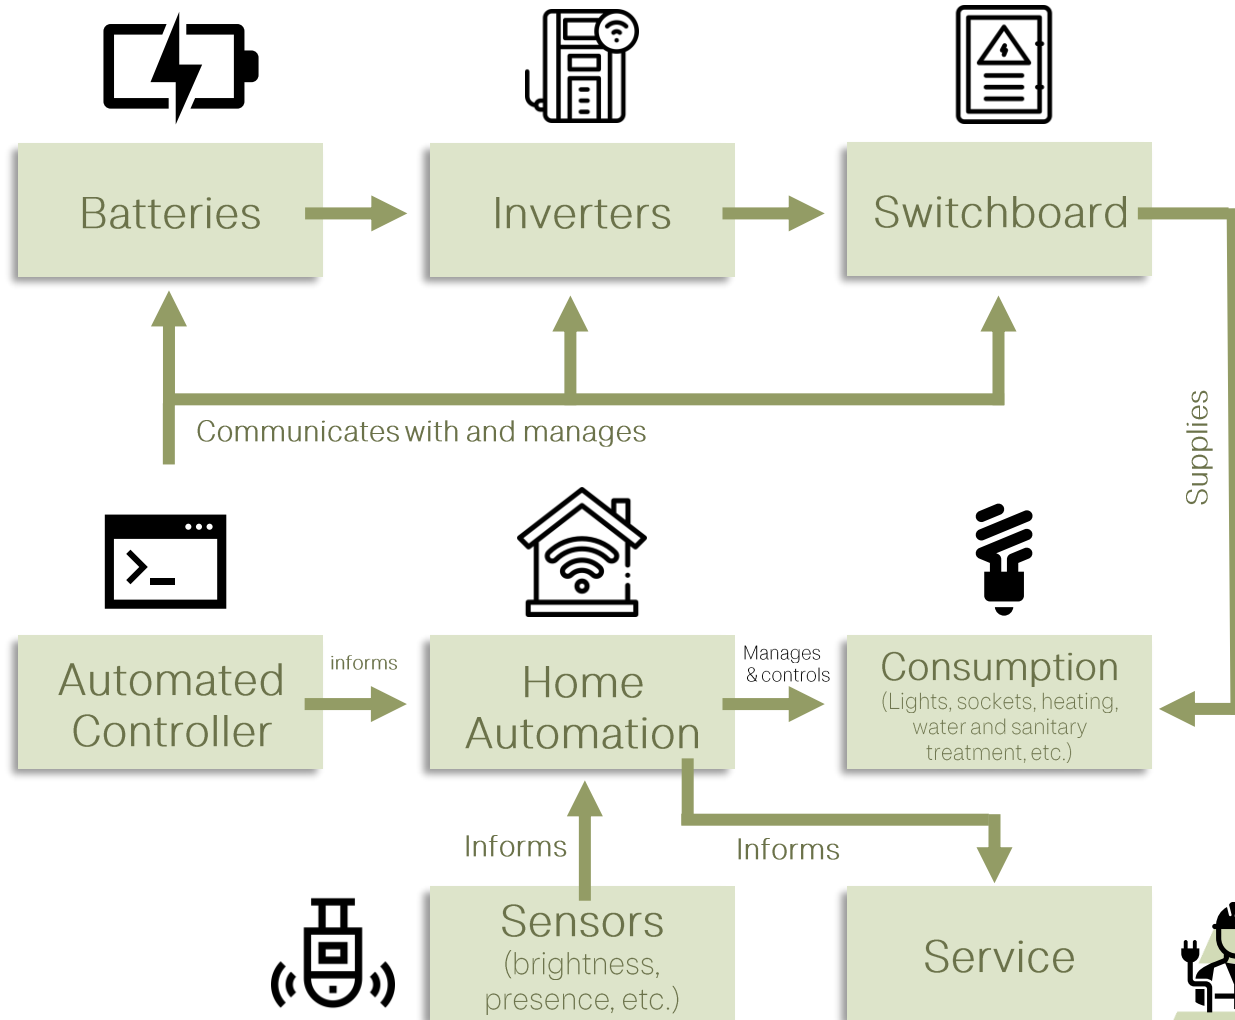 Batteries
Inverters
Switchboard
Communicates with and manages
Supplies
Automated
Controller
informs
Home
Automation
Manages
& controls
Consumption
(Lights, sockets, heating,
water and sanitary
treatment, etc.)
Informs
Informs
Sensors
(brightness,
presence, etc.)
Service